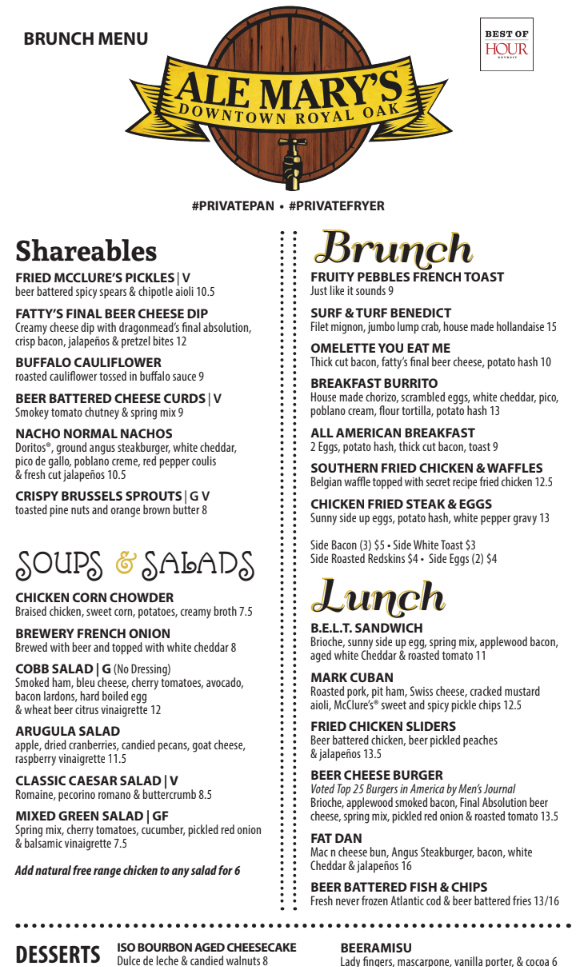 BRUNCH MENU
BEST OF
HOUR
DETROIT
ALE MARY'S
DOWNTOWN ROYAL OAK
#PRIVATEPAN • #PRIVATEFRYER
Shareables
FRIED MCCLURE'S PICKLES | V
beer battered spicy spears & chipotle aioli 10.5
FATTY'S FINAL BEER CHEESE DIP
Creamy cheese dip with dragonmead's final absolution,
crisp bacon, jalapeños & pretzel bites 12
BUFFALO CAULIFLOWER
roasted cauliflower tossed in buffalo sauce 9
BEER BATTERED CHEESE CURDS | V
Smokey tomato chutney & spring mix 9
NACHO NORMAL NACHOS
Doritos®, ground angus steakburger, white cheddar,
pico de gallo, poblano creme, red pepper coulis
& fresh cut jalapeños 10.5
CRISPY BRUSSELS SPROUTS | G V
toasted pine nuts and orange brown butter 8
SOUPS & SALADS
CHICKEN CORN CHOWDER
Braised chicken, sweet corn, potatoes, creamy broth 7.5
BREWERY FRENCH ONION
Brewed with beer and topped with white cheddar 8
COBB SALAD | G (No Dressing)
Smoked ham, bleu cheese, cherry tomatoes, avocado,
bacon lardons, hard boiled egg
& wheat beer citrus vinaigrette 12
ARUGULA SALAD
apple, dried cranberries, candied pecans, goat cheese,
raspberry vinaigrette 11.5
CLASSIC CAESAR SALAD | V
Romaine, pecorino romano & buttercrumb 8.5
MIXED GREEN SALAD | GF
Spring mix, cherry tomatoes, cucumber, pickled red onion
& balsamic vinaigrette 7.5
Add natural free range chicken to any salad for 6
Brunch
FRUITY PEBBLES FRENCH TOAST
Just like it sounds 9
SURF & TURF BENEDICT
Filet mignon, jumbo lump crab, house made hollandaise 15
OMELETTE YOU EAT ME
Thick cut bacon, fatty's final beer cheese, potato hash 10
BREAKFAST BURRITO
House made chorizo, scrambled eggs, white cheddar, pico,
poblano cream, flour tortilla, potato hash 13
ALL AMERICAN BREAKFAST
2 Eggs, potato hash, thick cut bacon, toast 9
SOUTHERN FRIED CHICKEN & WAFFLES
Belgian waffle topped with secret recipe fried chicken 12.5
CHICKEN FRIED STEAK & EGGS
Sunny side up eggs, potato hash, white pepper gravy 13
Side Bacon (3) $5 • Side White Toast $3
Side Roasted Redskins $4 • Side Eggs (2) $4
Lunch
B.E.L.T. SANDWICH
Brioche, sunny side up egg, spring mix, applewood bacon,
aged white Cheddar & roasted tomato 11
MARK CUBAN
Roasted pork, pit ham, Swiss cheese, cracked mustard
aioli, McClure's® sweet and spicy pickle chips 12.5
FRIED CHICKEN SLIDERS
Beer battered chicken, beer pickled peaches
& jalapeños 13.5
BEER CHEESE BURGER
Voted Top 25 Burgers in America by Men's Journal
Brioche, applewood smoked bacon, Final Absolution beer
cheese, spring mix, pickled red onion & roasted tomato 13.5
FAT DAN
Mac n cheese bun, Angus Steakburger, bacon, white
Cheddar & jalapeños 16
BEER BATTERED FISH & CHIPS
Fresh never frozen Atlantic cod & beer battered fries 13/16
DESSERTS
ISO BOURBON AGED CHEESECAKE
Dulce de leche & candied walnuts 8
BEERAMISU
Lady fingers, mascarpone, vanilla porter, & cocoa 6